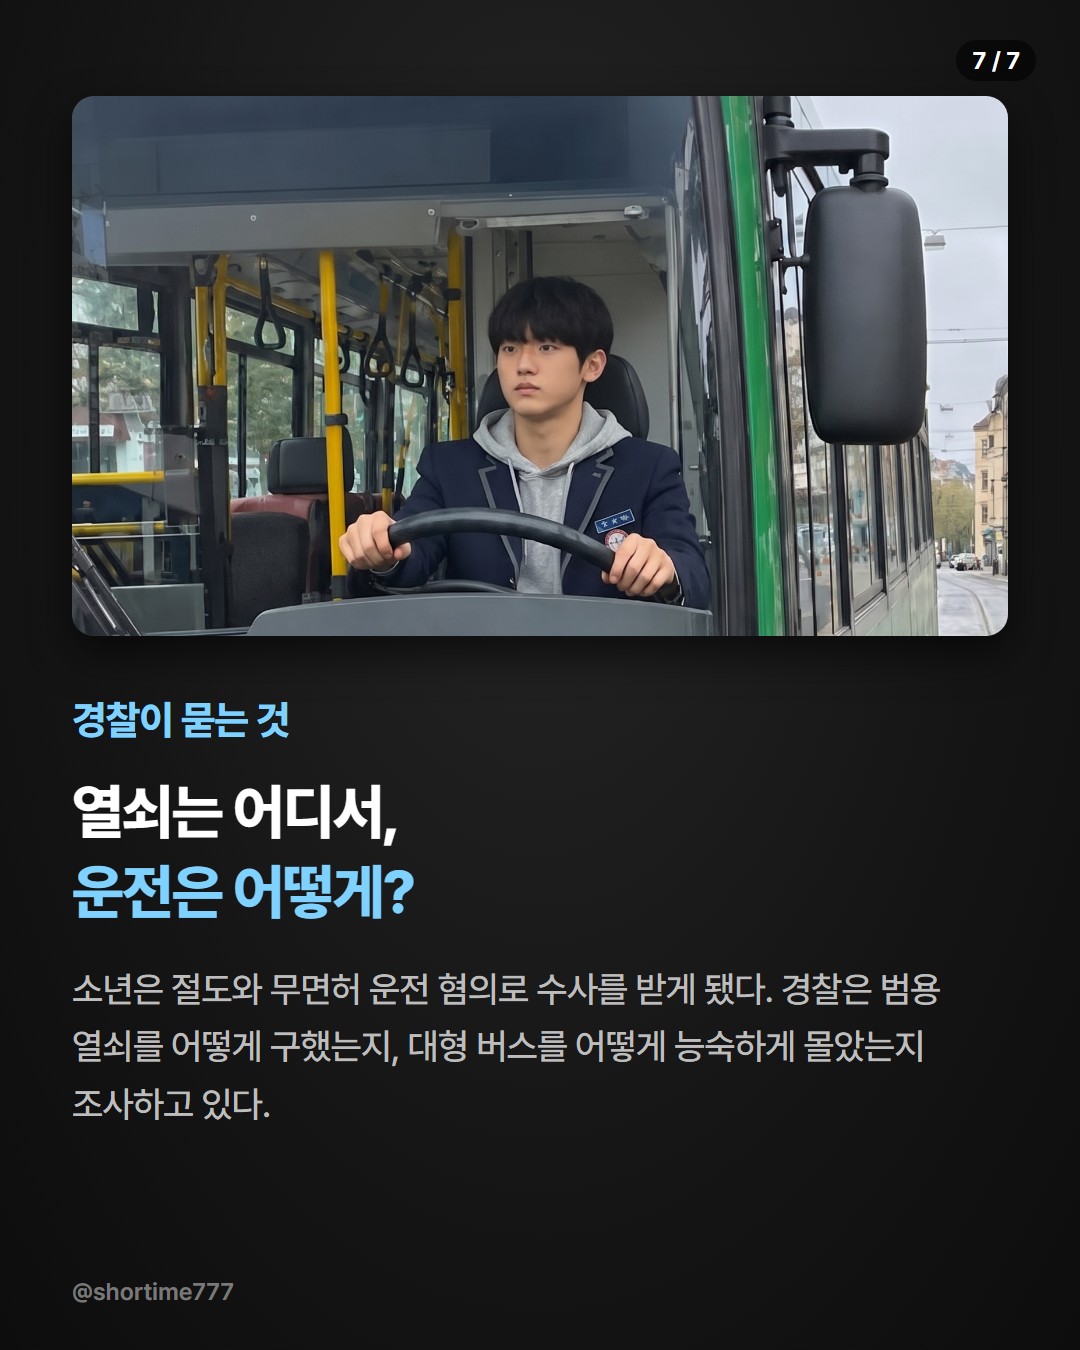 7 / 7
경찰이 묻는 것
열쇠는 어디서,
운전은 어떻게?
소년은 절도와 무면허 운전 혐의로 수사를 받게 됐다. 경찰은 범용
열쇠를 어떻게 구했는지, 대형 버스를 어떻게 능숙하게 몰았는지
조사하고 있다.
@shortime777